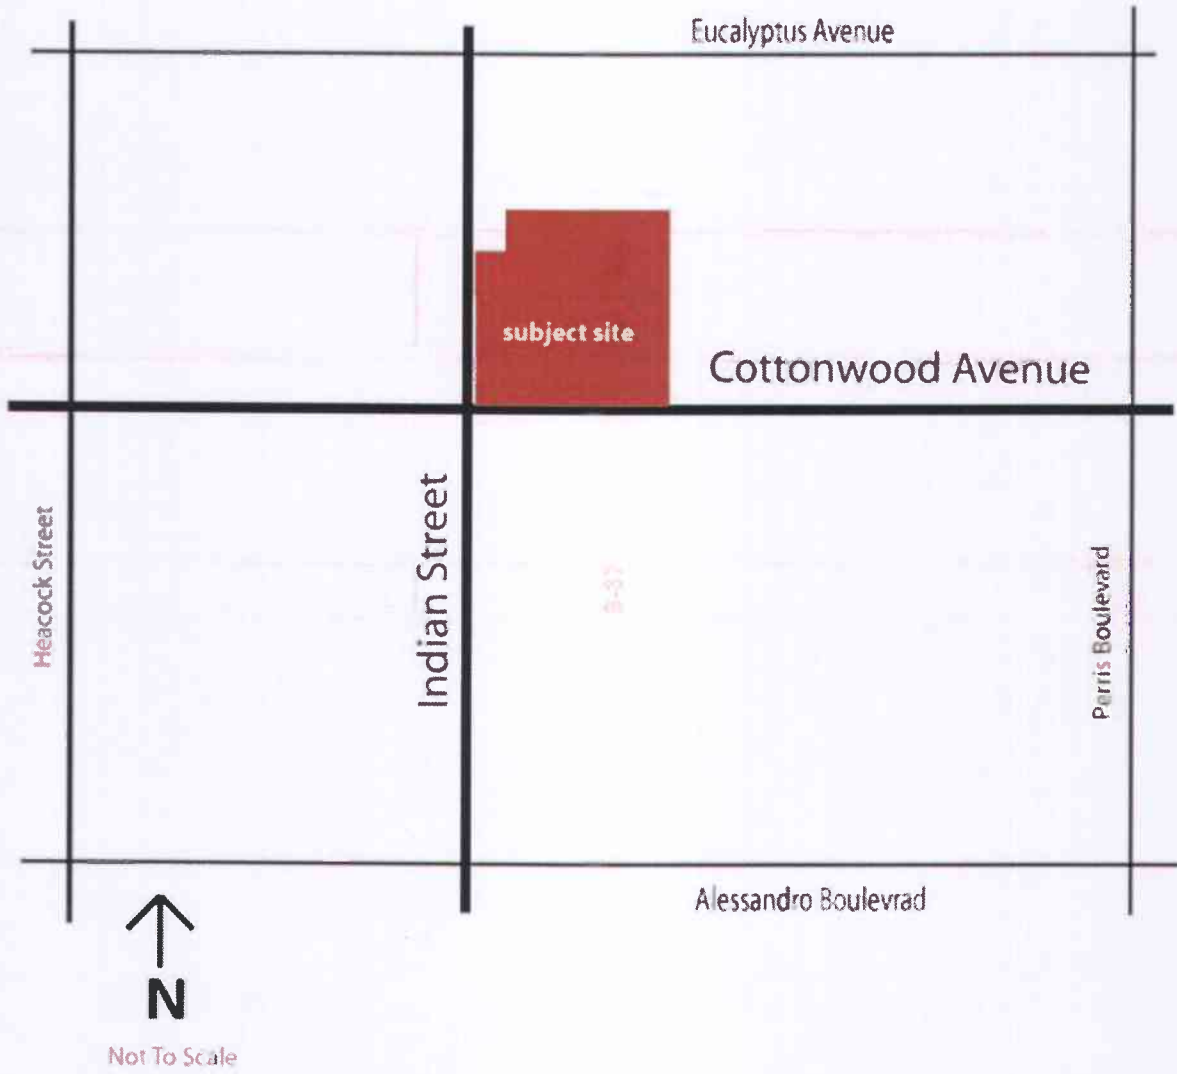 Eucalyptus Avenue
subject site
Cottonwood Avenue
Heacock Street
Indian Street
Perris Boulevard
Alessandro Boulevrad
N
Not To Scale